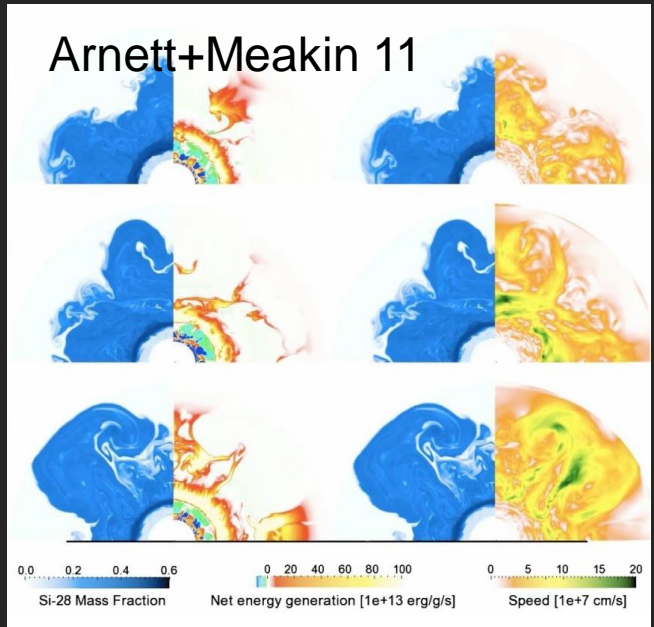 Arnett+Meakin 11
0.0 0.2 0.4 0.6
Si-28 Mass Fraction
0 20 40 60 80 100
Net energy generation [1e+13 erg/g/s]
0 5 10 15 20
Speed [1e+7 cm/s]